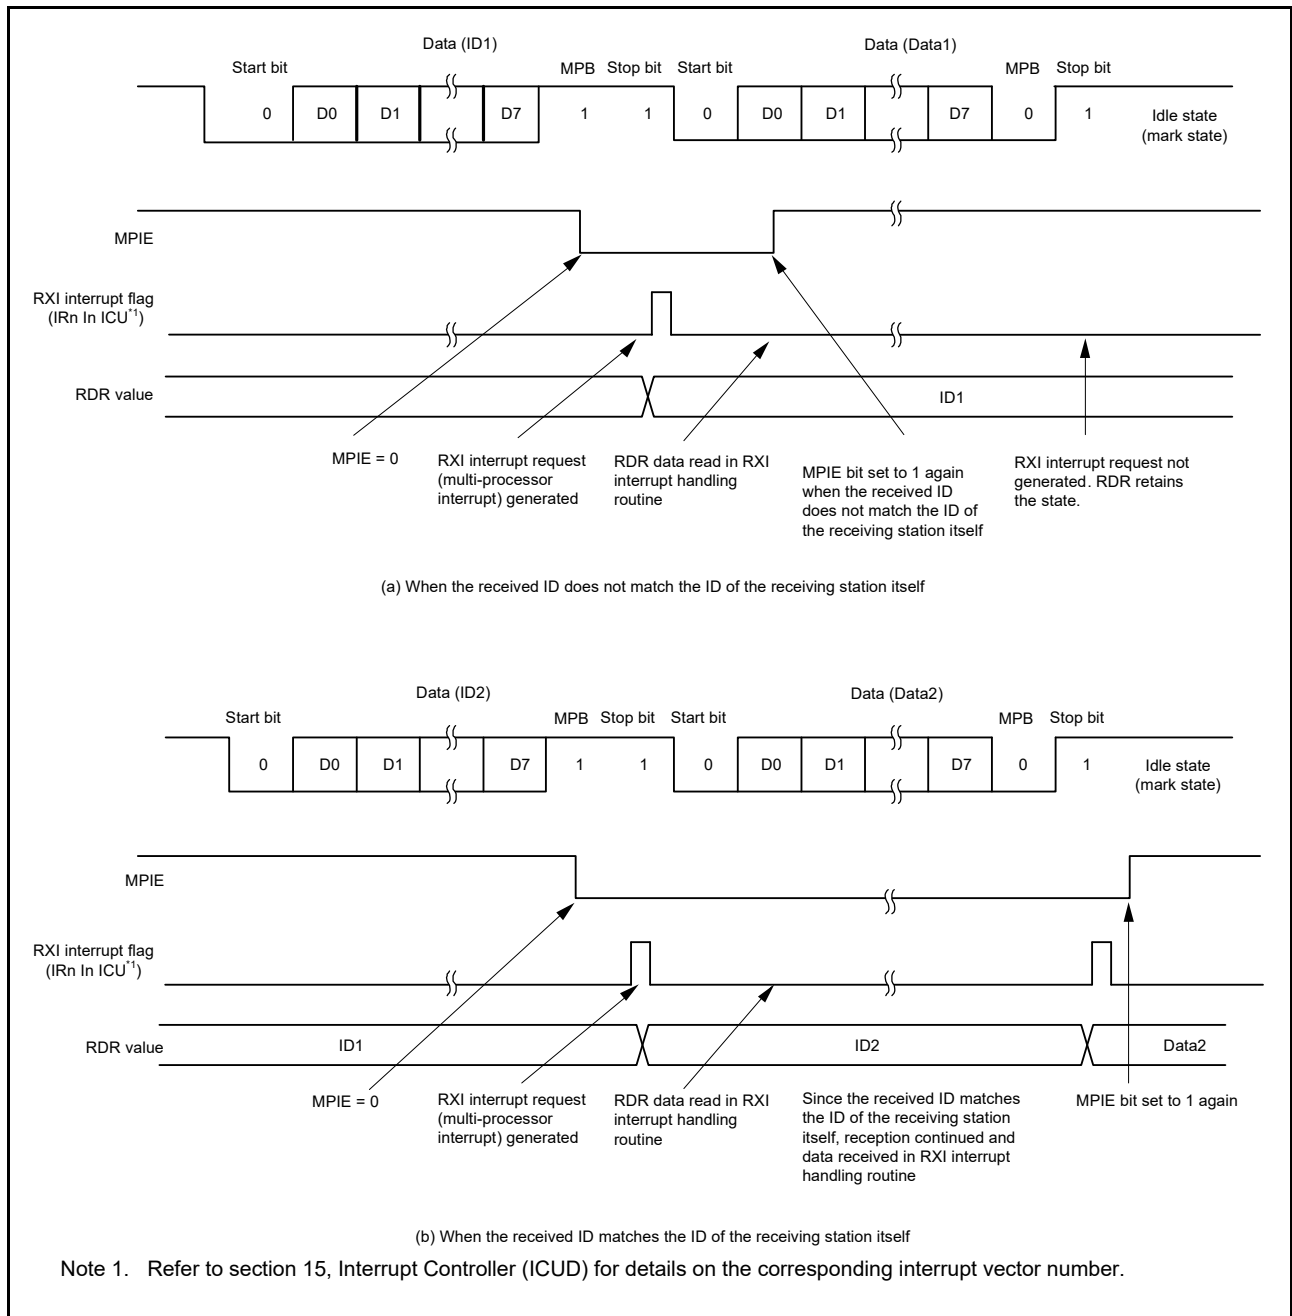 Data (ID1) Data (Data1)
Start bit MPB Stop bit Start bit MPB Stop bit
0 D0 D1 D7 1 1 0 D0 D1 D7 0 1 Idle state
(mark state)
MPIE
RXI interrupt flag
(IRn In ICU*1)
RDR value ID1
MPIE = 0
RXI interrupt request
(multi-processor
interrupt) generated
RDR data read in RXI
interrupt handling
routine
MPIE bit set to 1 again
when the received ID
does not match the ID of
the receiving station itself
RXI interrupt request not
generated. RDR retains
the state.
(a) When the received ID does not match the ID of the receiving station itself
Data (ID2) Data (Data2)
Start bit MPB Stop bit Start bit MPB Stop bit
0 D0 D1 D7 1 1 0 D0 D1 D7 0 1 Idle state
(mark state)
MPIE
RXI interrupt flag
(IRn In ICU*1)
RDR value ID1 ID2 Data2
MPIE = 0
RXI interrupt request
(multi-processor
interrupt) generated
RDR data read in RXI
interrupt handling
routine
Since the received ID matches
the ID of the receiving station
itself, reception continued and
data received in RXI interrupt
handling routine
MPIE bit set to 1 again
(b) When the received ID matches the ID of the receiving station itself
Note 1. Refer to section 15, Interrupt Controller (ICUD) for details on the corresponding interrupt vector number.